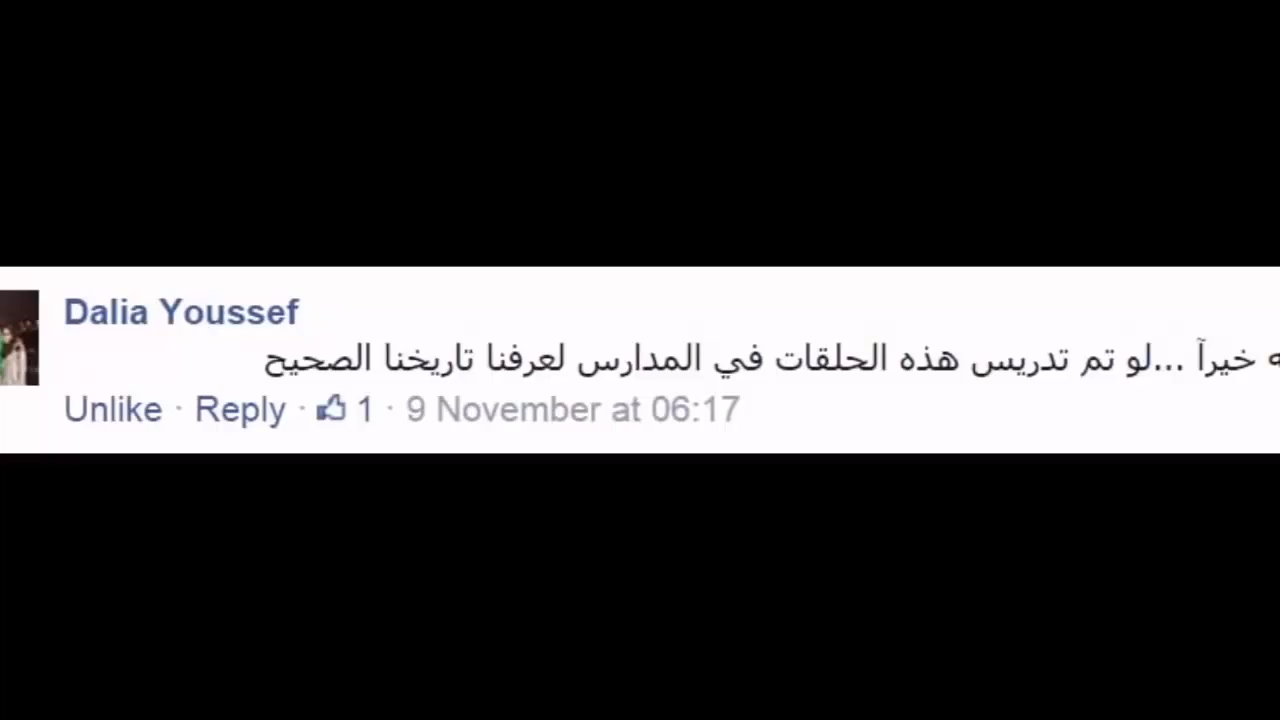 Dalia Youssef
خيرآ ...لو تم تدريس هذه الحلقات في المدارس لعرفنا تاريخنا الصحيح
Unlike · Reply · 1 · 9 November at 06:17